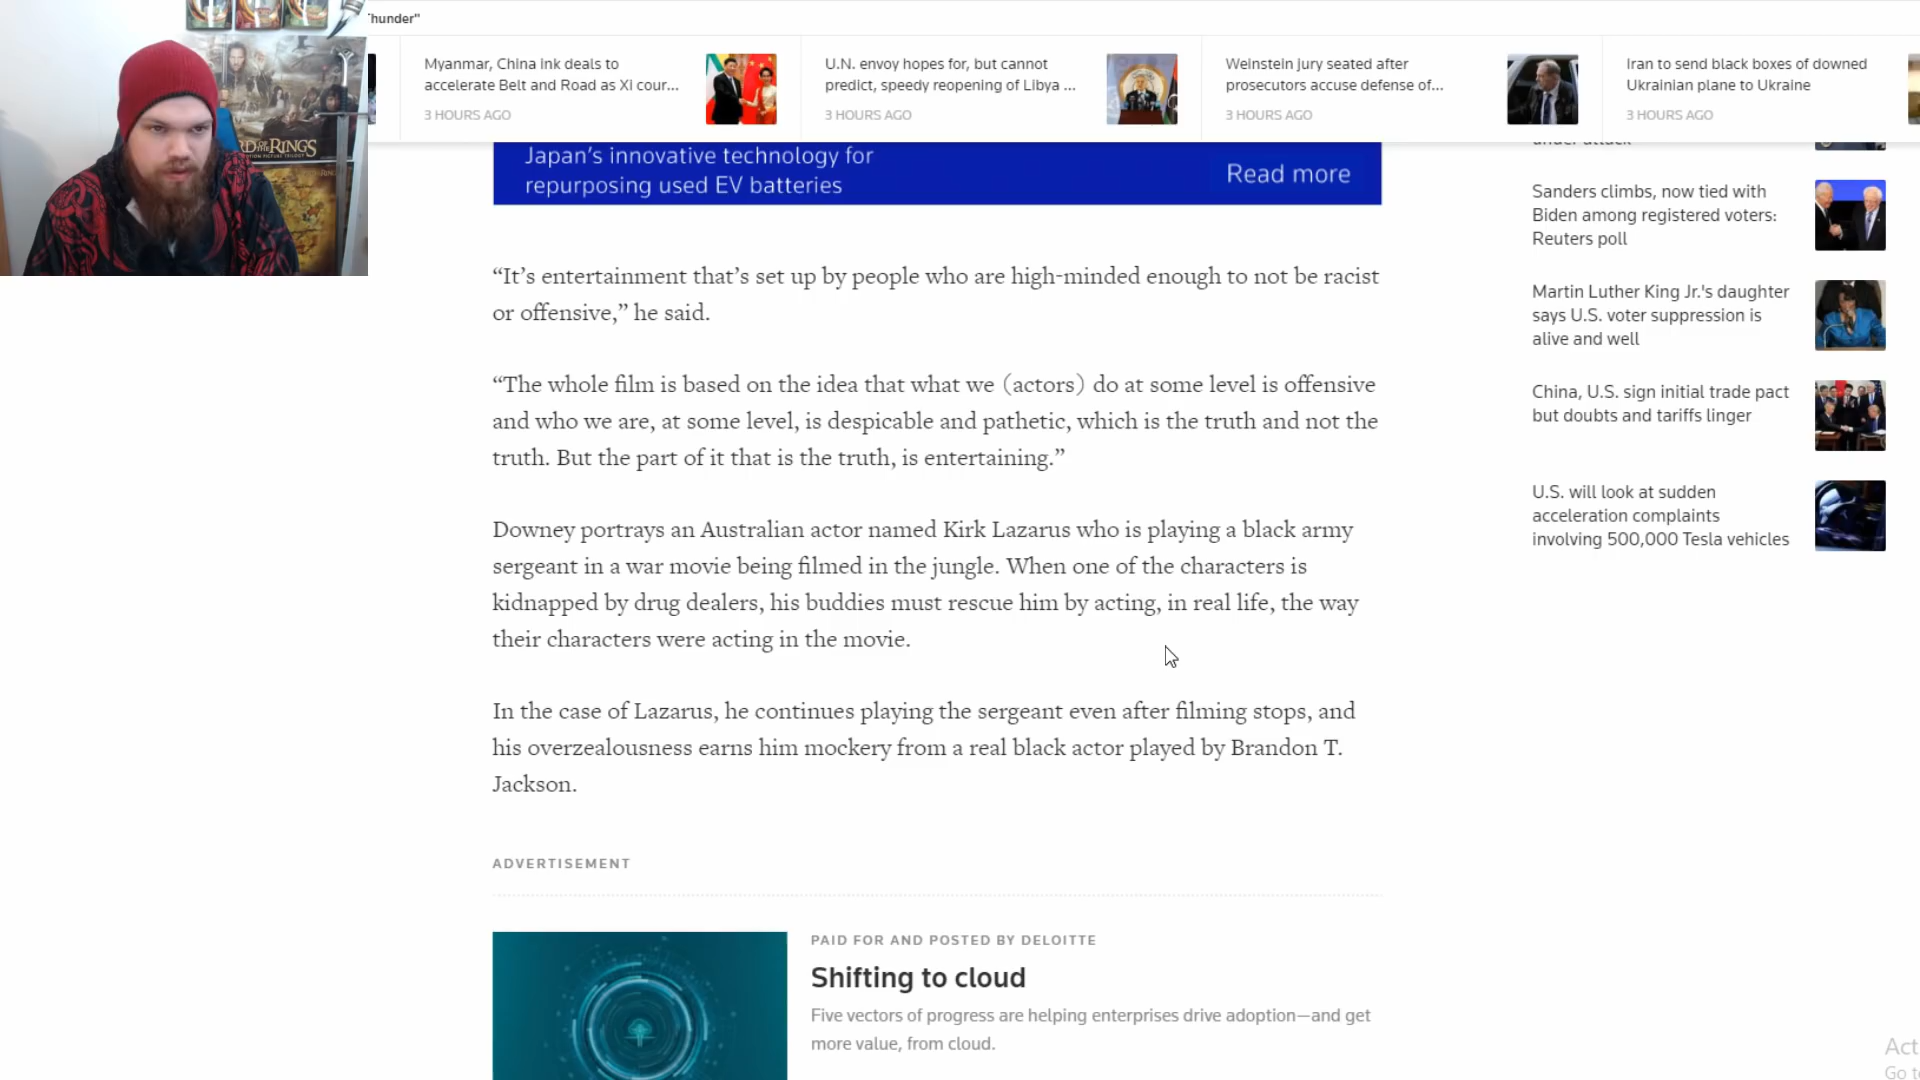 Thunder"
Myanmar, China ink deals to
accelerate Belt and Road as Xi cour...
3 HOURS AGO
U.N. envoy hopes for, but cannot
predict, speedy reopening of Libya ...
3 HOURS AGO
Weinstein jury seated after
prosecutors accuse defense of...
3 HOURS AGO
Iran to send black boxes of downed
Ukrainian plane to Ukraine
3 HOURS AGO
RD OF THE RINGS
Japan’s innovative technology for
repurposing used EV batteries
Read more
“It’s entertainment that’s set up by people who are high-minded enough to not be racist
or offensive,” he said.
“The whole film is based on the idea that what we (actors) do at some level is offensive
and who we are, at some level, is despicable and pathetic, which is the truth and not the
truth. But the part of it that is the truth, is entertaining.”
Downey portrays an Australian actor named Kirk Lazarus who is playing a black army
sergeant in a war movie being filmed in the jungle. When one of the characters is
kidnapped by drug dealers, his buddies must rescue him by acting, in real life, the way
their characters were acting in the movie.
In the case of Lazarus, he continues playing the sergeant even after filming stops, and
his overzealousness earns him mockery from a real black actor played by Brandon T.
Jackson.
ADVERTISEMENT
PAID FOR AND POSTED BY DELOITTE
Shifting to cloud
Five vectors of progress are helping enterprises drive adoption—and get
more value, from cloud.
under attack
Sanders climbs, now tied with
Biden among registered voters:
Reuters poll
Martin Luther King Jr.'s daughter
says U.S. voter suppression is
alive and well
China, U.S. sign initial trade pact
but doubts and tariffs linger
U.S. will look at sudden
acceleration complaints
involving 500,000 Tesla vehicles
Act
Go t